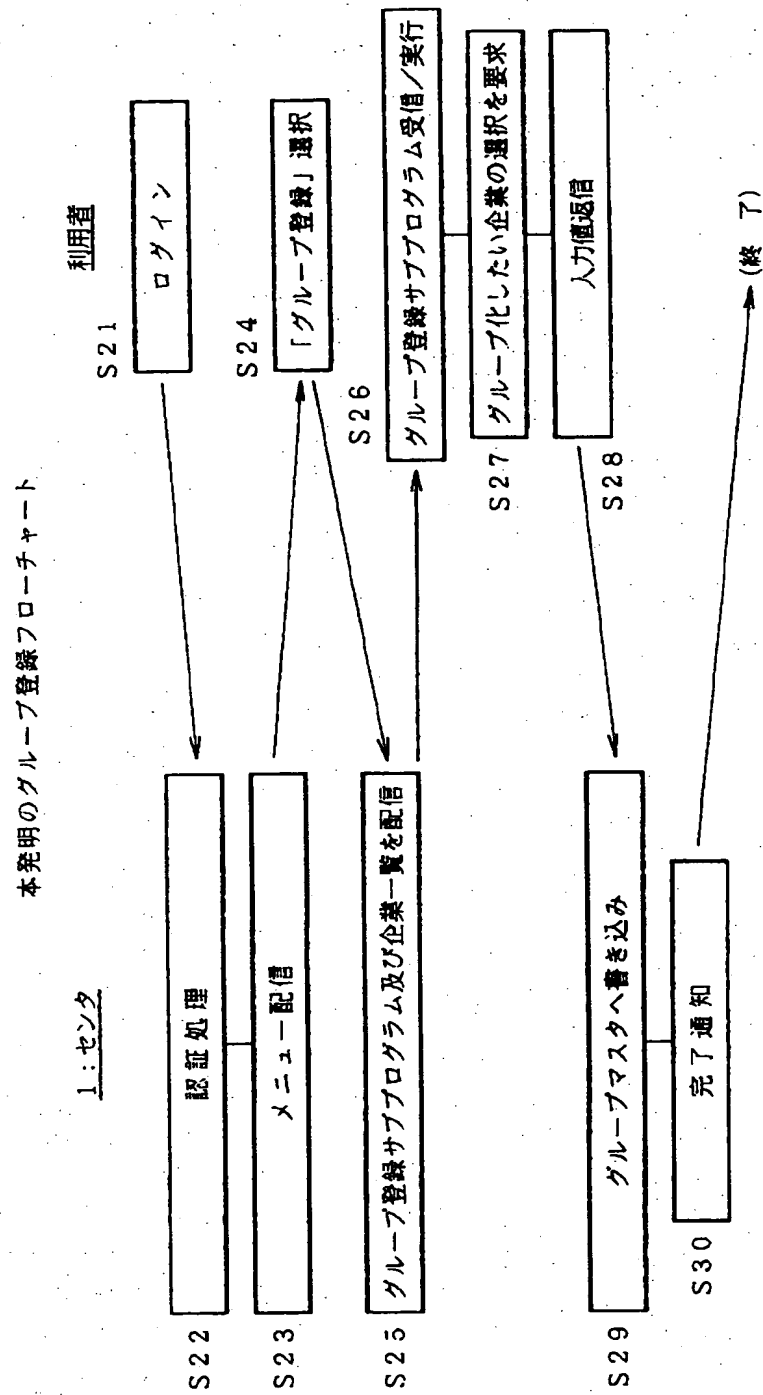 本発明のグループ登録フローチャート
1:センタ
利用者
S21
ログイン
S22
認証処理
S23
メニュー配信
S24
「グループ登録」選択
S25
グループ登録サブプログラム及び企業一覧を配信
S26
グループ登録サブプログラム受信/実行
S27
グループ化したい企業の選択を要求
S28
入力値返信
S29
グループマスタへ書き込み
S30
完了通知
(終 了)